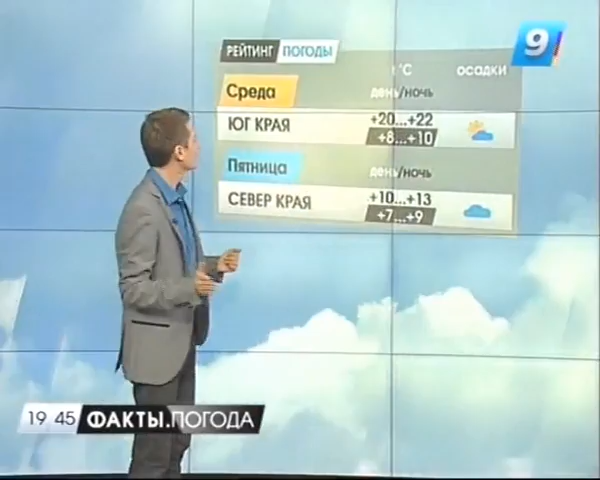 9
РЕЙТИНГ ПОГОДЫ
°C осадки
Среда день/ночь
ЮГ КРАЯ +20...+22
+8...+10
Пятница день/ночь
СЕВЕР КРАЯ +10...+13
+7...+9
19 45 ФАКТЫ.ПОГОДА